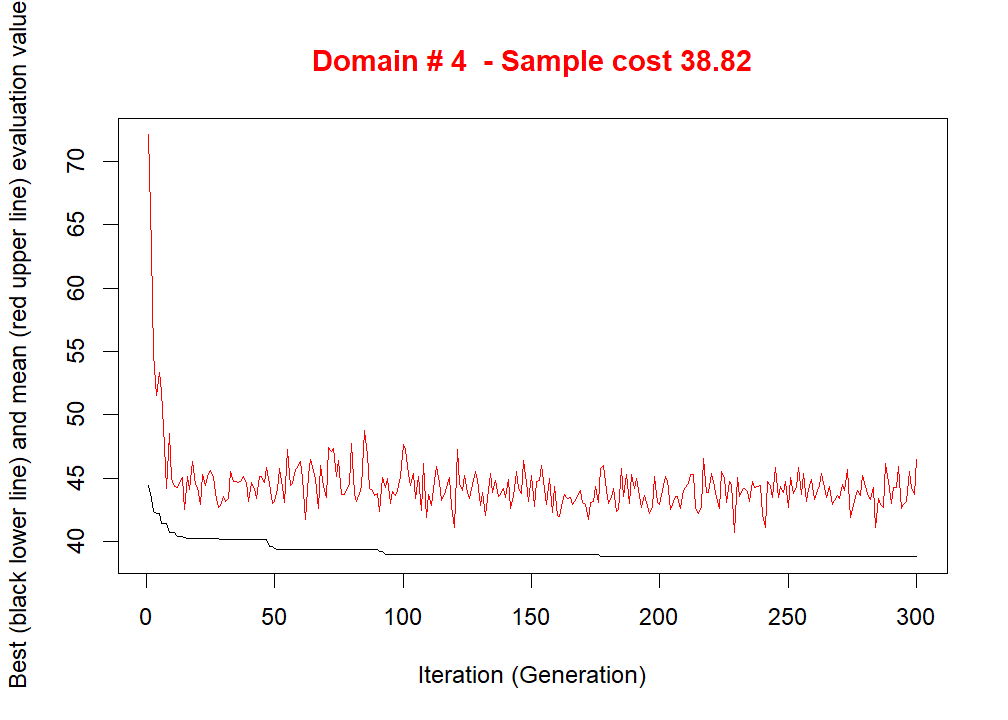 Domain # 4  - Sample cost 38.82
Best (black lower line) and mean (red upper line) evaluation value
70
65
60
55
50
45
40
0 50 100 150 200 250 300
Iteration (Generation)